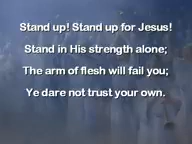 Stand up! Stand up for Jesus!
Stand in His strength alone;
The arm of flesh will fail you;
Ye dare not trust your own.